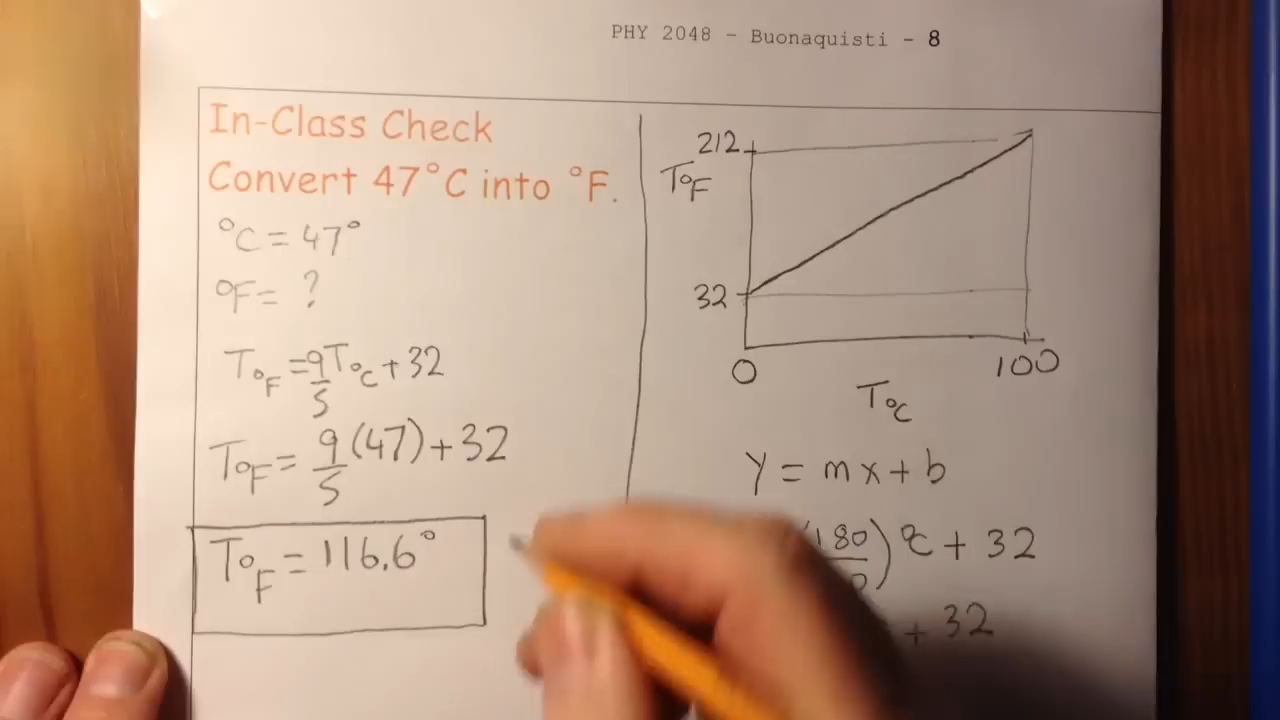 PHY 2048 - Buonaquisti - 8
In-Class Check
Convert 47°C into °F.
°C = 47°
°F = ?
T°F = 9/5 T°C + 32
T°F = 9/5 (47) + 32
T°F = 116.6°
212
T°F
32
0
100
T°C
y = mx + b
(180) °C + 32
+ 32